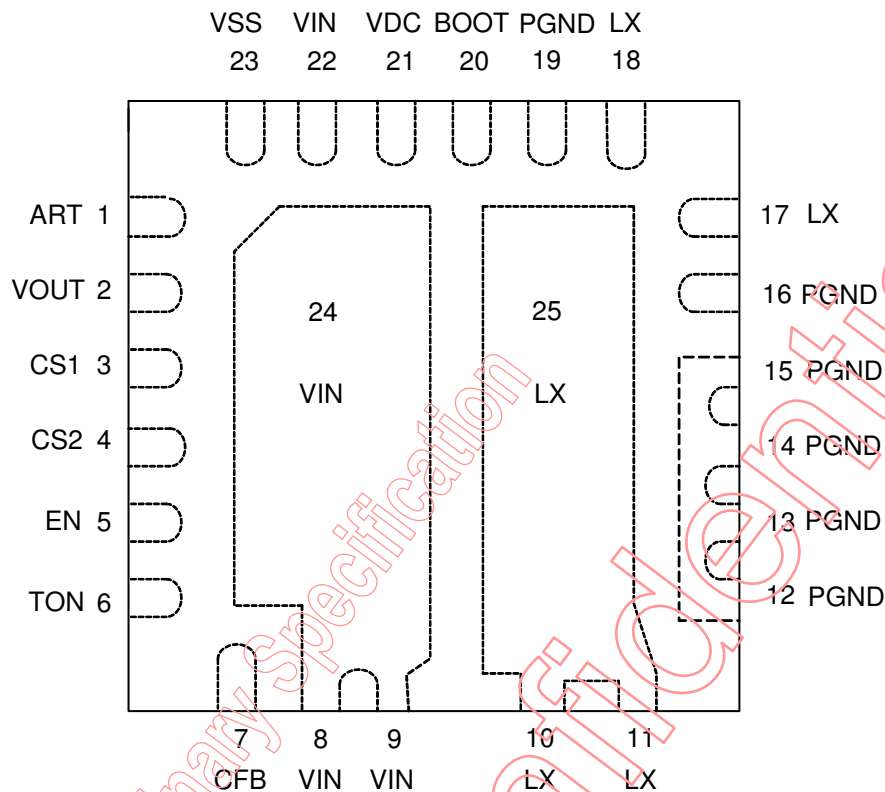 VSS VIN VDC BOOT PGND LX
23 22 21 20 19 18
ART 1
17 LX
VOUT 2
16 PGND
24
25
CS1 3
15 PGND
VIN
LX
CS2 4
14 PGND
EN 5
13 PGND
TON 6
12 PGND
7 8 9 10 11
CFB VIN VIN LX LX
Specification